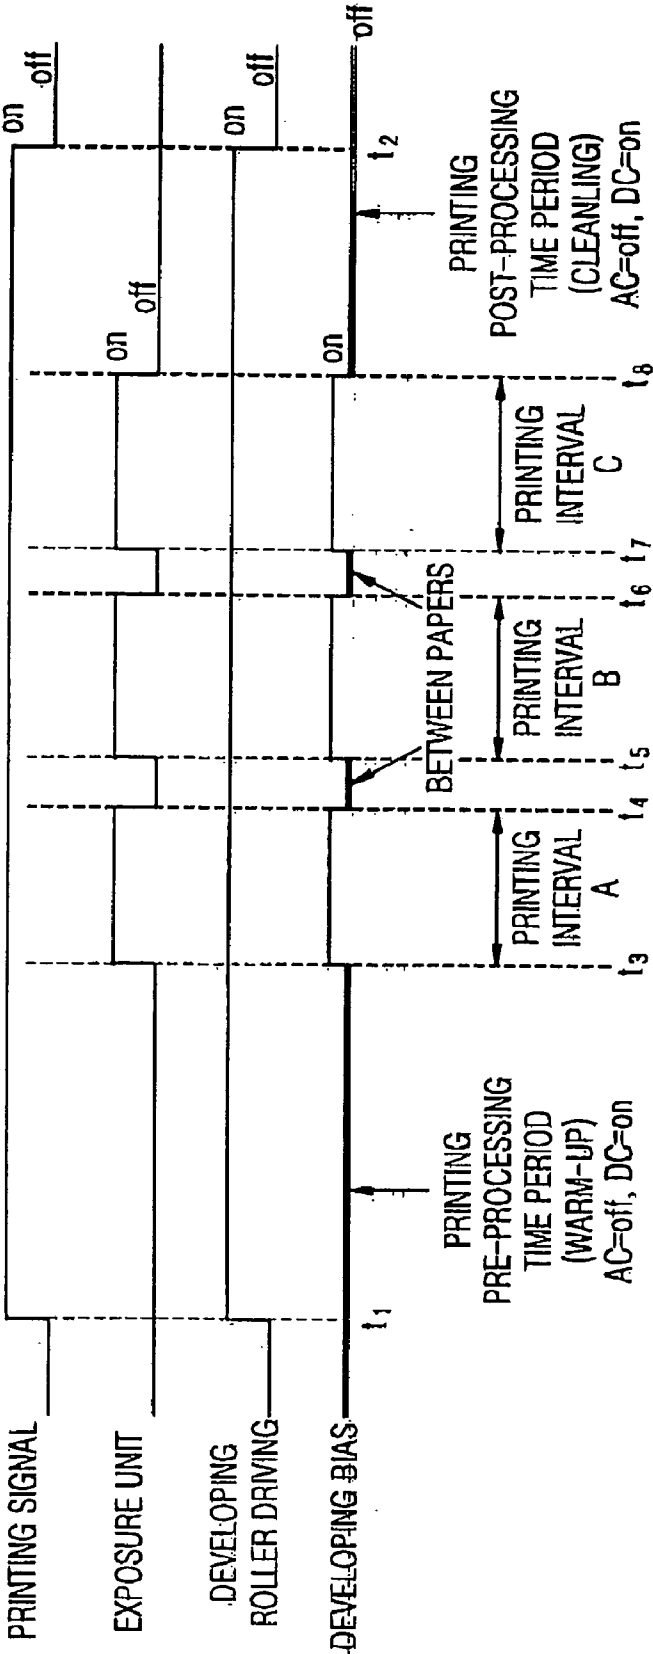 PRINTING SIGNAL
on
off
EXPOSURE UNIT
on
off
DEVELOPING
ROLLER DRIVING
on
off
DEVELOPING BIAS
on
off
t1
t2
PRINTING
PRE-PROCESSING
TIME PERIOD
(WARM-UP)
AC=off, DC=on
BETWEEN PAPERS
PRINTING
POST-PROCESSING
TIME PERIOD
(CLEANLING)
AC=off, DC=on
PRINTING
INTERVAL
A
PRINTING
INTERVAL
B
PRINTING
INTERVAL
C
t3
t4
t5
t6
t7
t8